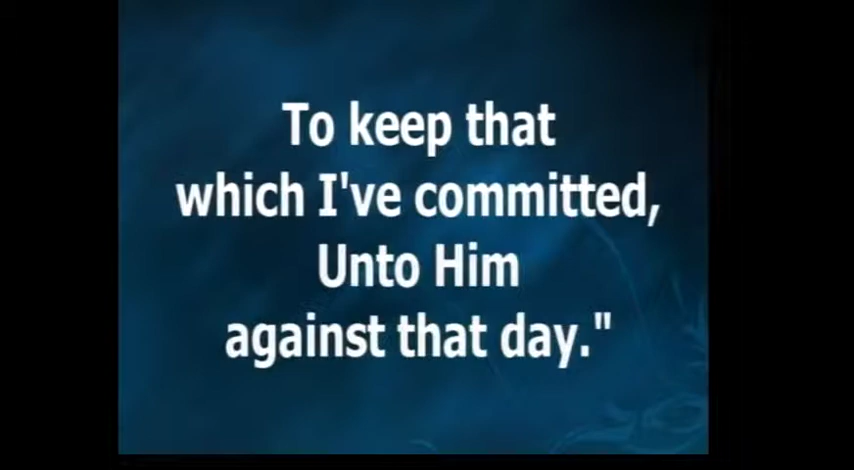 To keep that
which I've committed,
Unto Him
against that day."